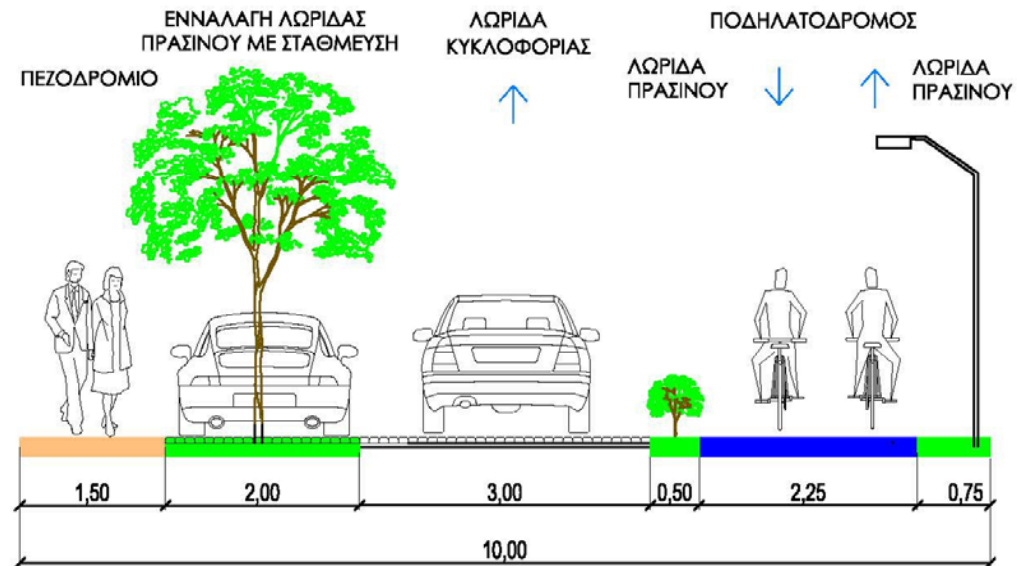 ΠΕΖΟΔΡΟΜΙΟ
ΕΝΝΑΛΑΓΗ ΛΩΡΙΔΑΣ
ΠΡΑΣΙΝΟΥ ΜΕ ΣΤΑΘΜΕΥΣΗ
ΛΩΡΙΔΑ
ΚΥΚΛΟΦΟΡΙΑΣ
ΠΟΔΗΛΑΤΟΔΡΟΜΟΣ
ΛΩΡΙΔΑ
ΠΡΑΣΙΝΟΥ
ΛΩΡΙΔΑ
ΠΡΑΣΙΝΟΥ
1,50 2,00 3,00 0,50 2,25 0,75
10,00